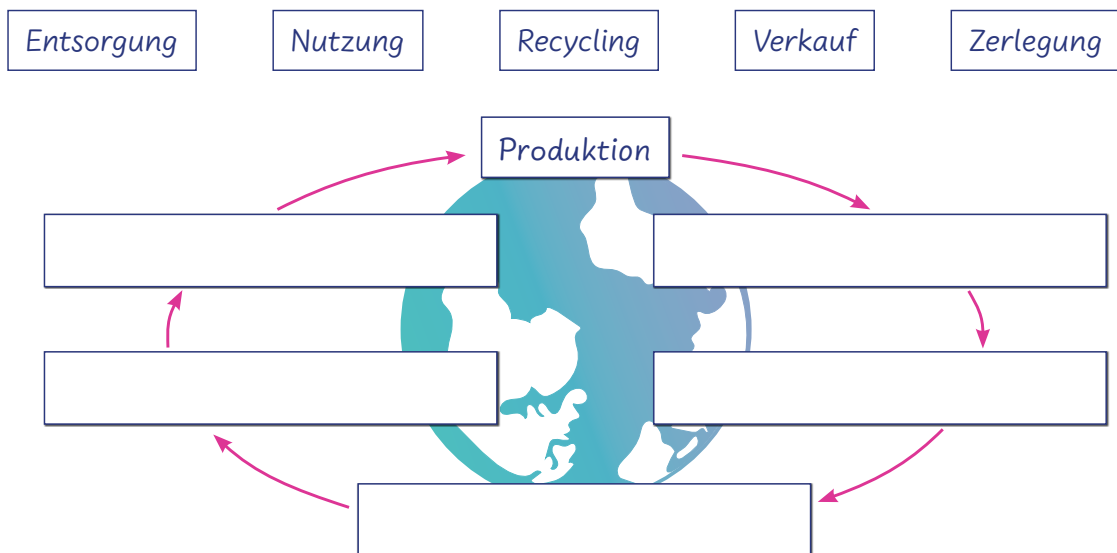 Entsorgung
Nutzung
Recycling
Verkauf
Zerlegung
Produktion